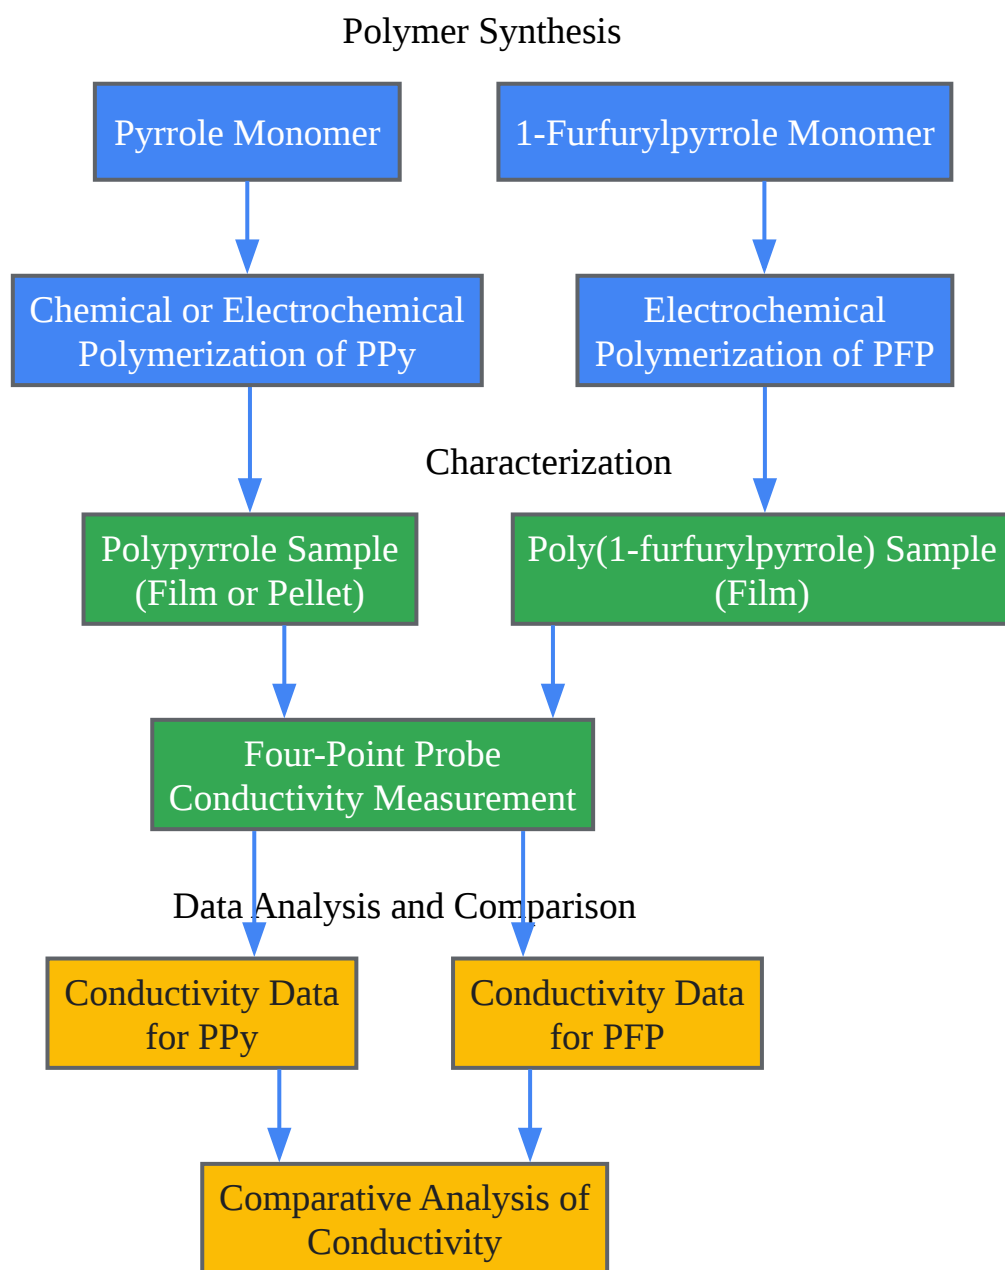 Polymer Synthesis
Pyrrole Monomer
1-Furfurylpyrrole Monomer
Chemical or Electrochemical
Polymerization of PPy
Electrochemical
Polymerization of PFP
Characterization
Polypyrrole Sample
(Film or Pellet)
Poly(1-furfurylpyrrole) Sample
(Film)
Four-Point Probe
Conductivity Measurement
Data Analysis and Comparison
Conductivity Data
for PPy
Conductivity Data
for PFP
Comparative Analysis of
Conductivity